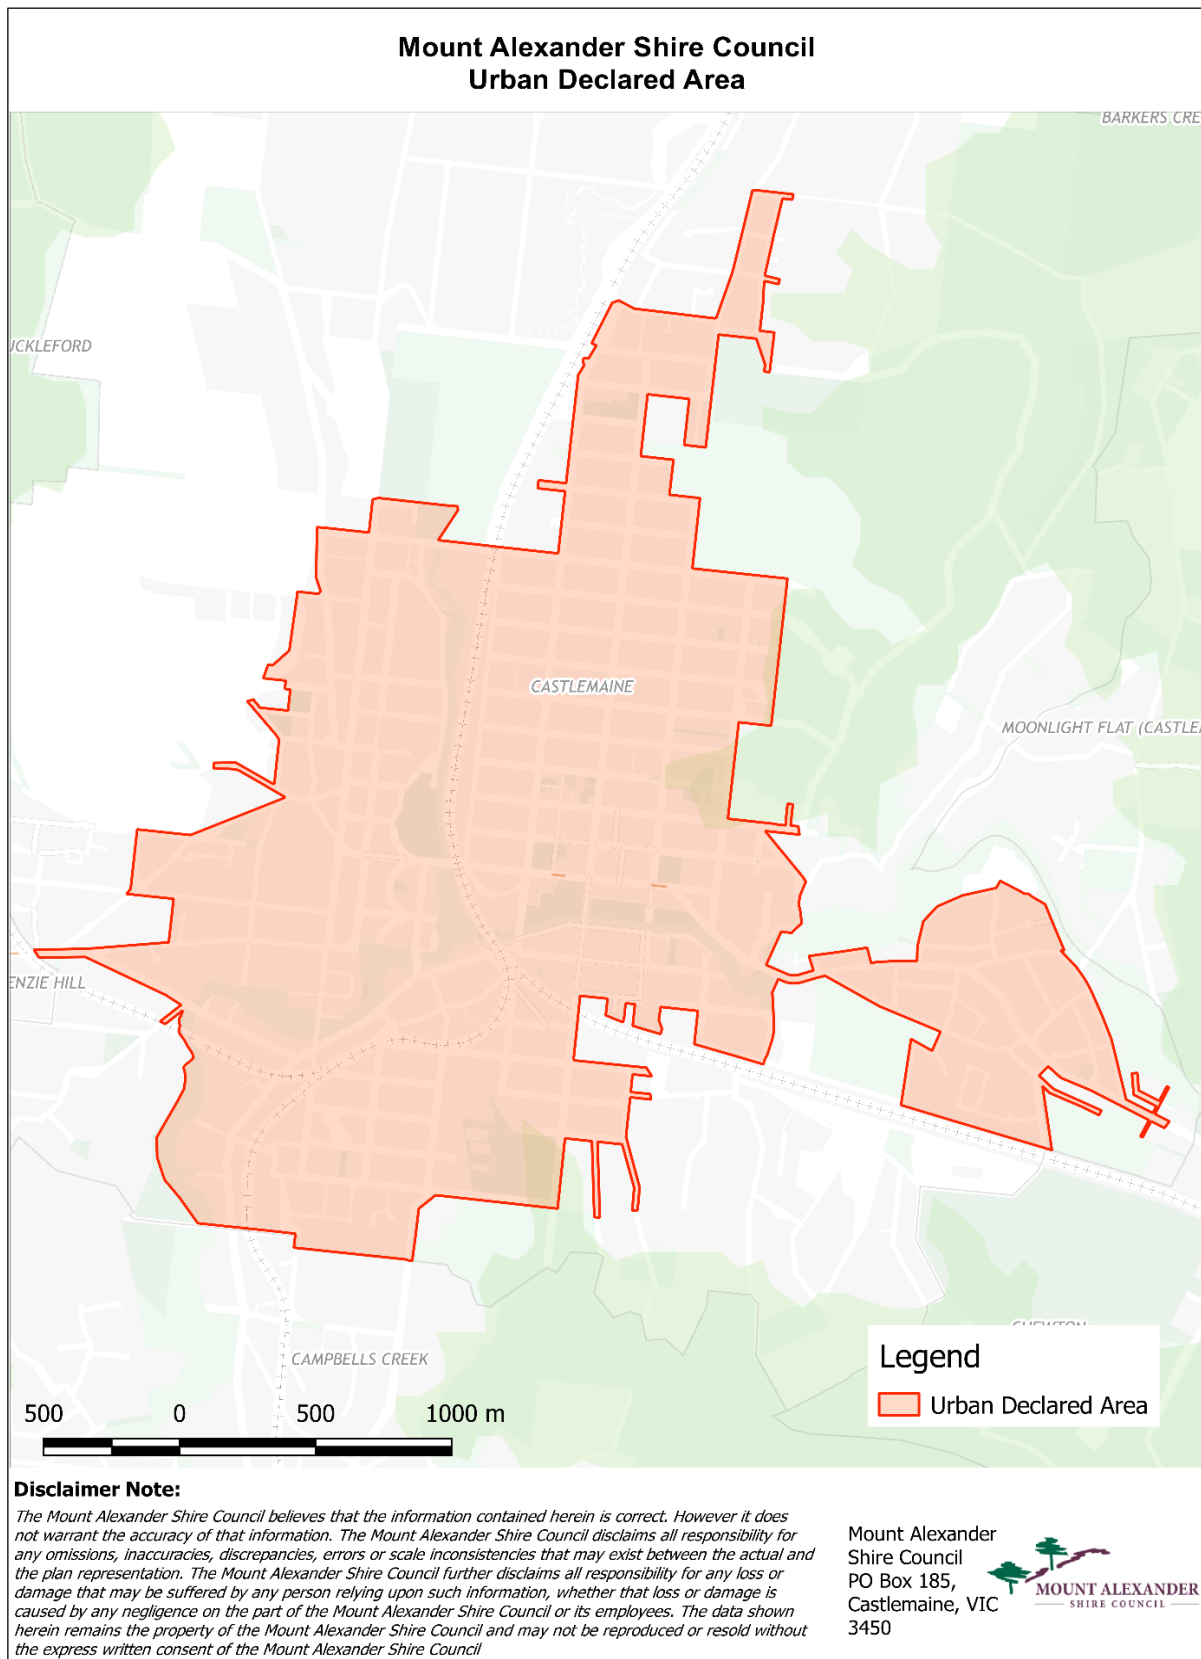 Mount Alexander Shire Council
Urban Declared Area
BARKERS CRE
UCKLEFORD
CASTLEMAINE
MOONLIGHT FLAT (CASTLE
ENZIE HILL
CAMPBELLS CREEK
Legend
Urban Declared Area
500 0 500 1000 m
Disclaimer Note:
The Mount Alexander Shire Council believes that the information contained herein is correct. However it does
not warrant the accuracy of that information. The Mount Alexander Shire Council disclaims all responsibility for
any omissions, inaccuracies, discrepancies, errors or scale inconsistencies that may exist between the actual and
the plan representation. The Mount Alexander Shire Council further disclaims all responsibility for any loss or
damage that may be suffered by any person relying upon such information, whether that loss or damage is
caused by any negligence on the part of the Mount Alexander Shire Council or its employees. The data shown
herein remains the property of the Mount Alexander Shire Council and may not be reproduced or resold without
the express written consent of the Mount Alexander Shire Council
Mount Alexander
Shire Council
PO Box 185,
Castlemaine, VIC
3450
MOUNT ALEXANDER
SHIRE COUNCIL